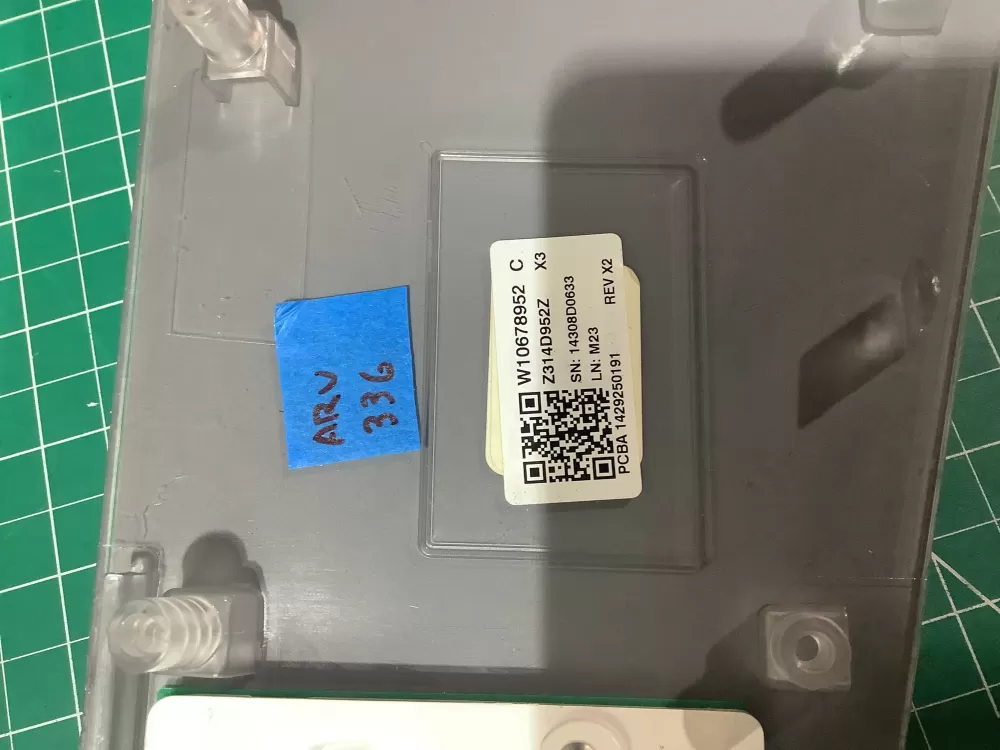 ARV
336
W10678952 C
Z314D952Z X3
SN: 14308D0633
LN: M23
PCBA 1429250191 REV X2